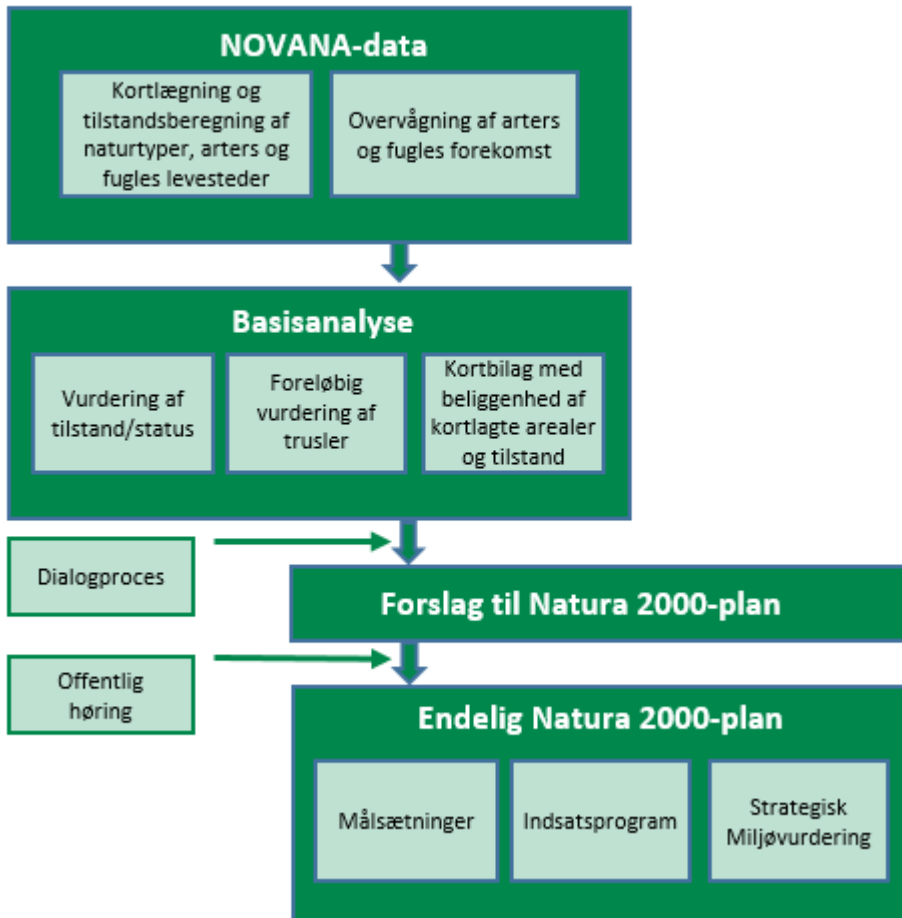 NOVANA-data
Kortlægning og
tilstandsberegning af
naturtyper, arters og
fugles levesteder
Overvågning af arters
og fugles forekomst
Basisanalyse
Vurdering af
tilstand/status
Foreløbig
vurdering af
trusler
Kortbilag med
beliggenhed af
kortlagte arealer
og tilstand
Dialogproces
Forslag til Natura 2000-plan
Offentlig
høring
Endelig Natura 2000-plan
Målsætninger
Indsatsprogram
Strategisk
Miljøvurdering